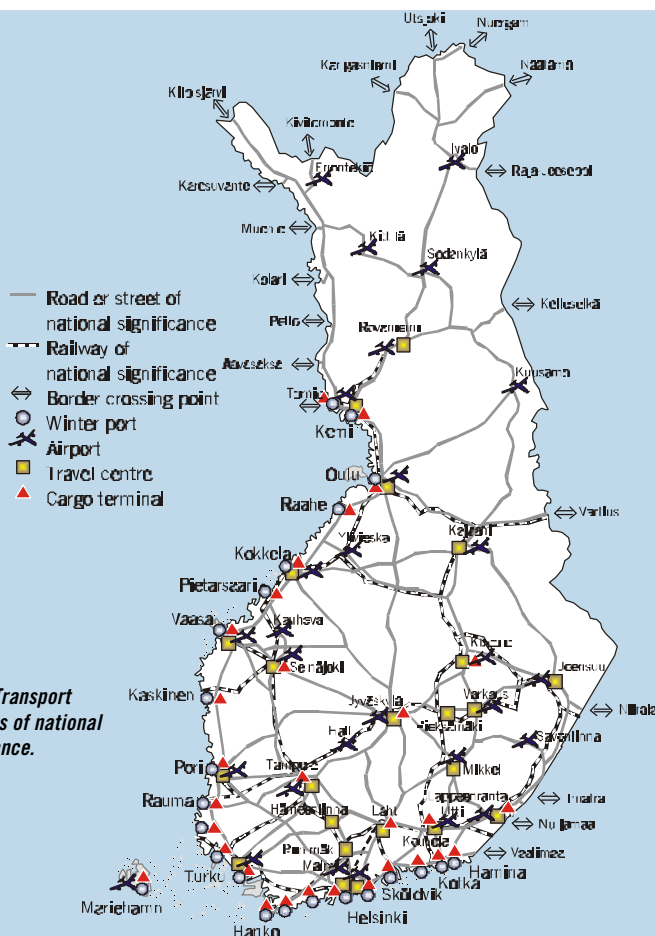 Utsjoki
Nuorgam
Karigasniemi
Näätämö
Kilpisjärvi
Kivilompolo
Ivalo
Enontekiö
Raja-Jooseppi
Karesuvanto
Muonio
Kittilä
Sodankylä
Kolari
Kelloselkä
Road or street of
national significance
Pello
Rovaniemi
Railway of
national significance
Aavasaksa
Kuusamo
Border crossing point
Tornio
Winter port
Kemi
Airport
Travel centre
Oulu
Cargo terminal
Raahe
Vartius
Ylivieska
Kajaani
Kokkola
Pietarsaari
Vaasa
Kauhava
Kuopio
Seinäjoki
Joensuu
Transport
Kaskinen
Jyväskylä
Varkaus
Niirala
s of national
Pieksämäki
ance.
Halli
Savonlinna
Pori
Tampere
Mikkeli
Rauma
Hämeenlinna
Lahti
Lappeenranta
Imatra
Utti
Nuijamaa
Kouvola
Vaalimaa
Turku
Hamina
Kotka
Sköldvik
Mariehamn
Helsinki
Hanko